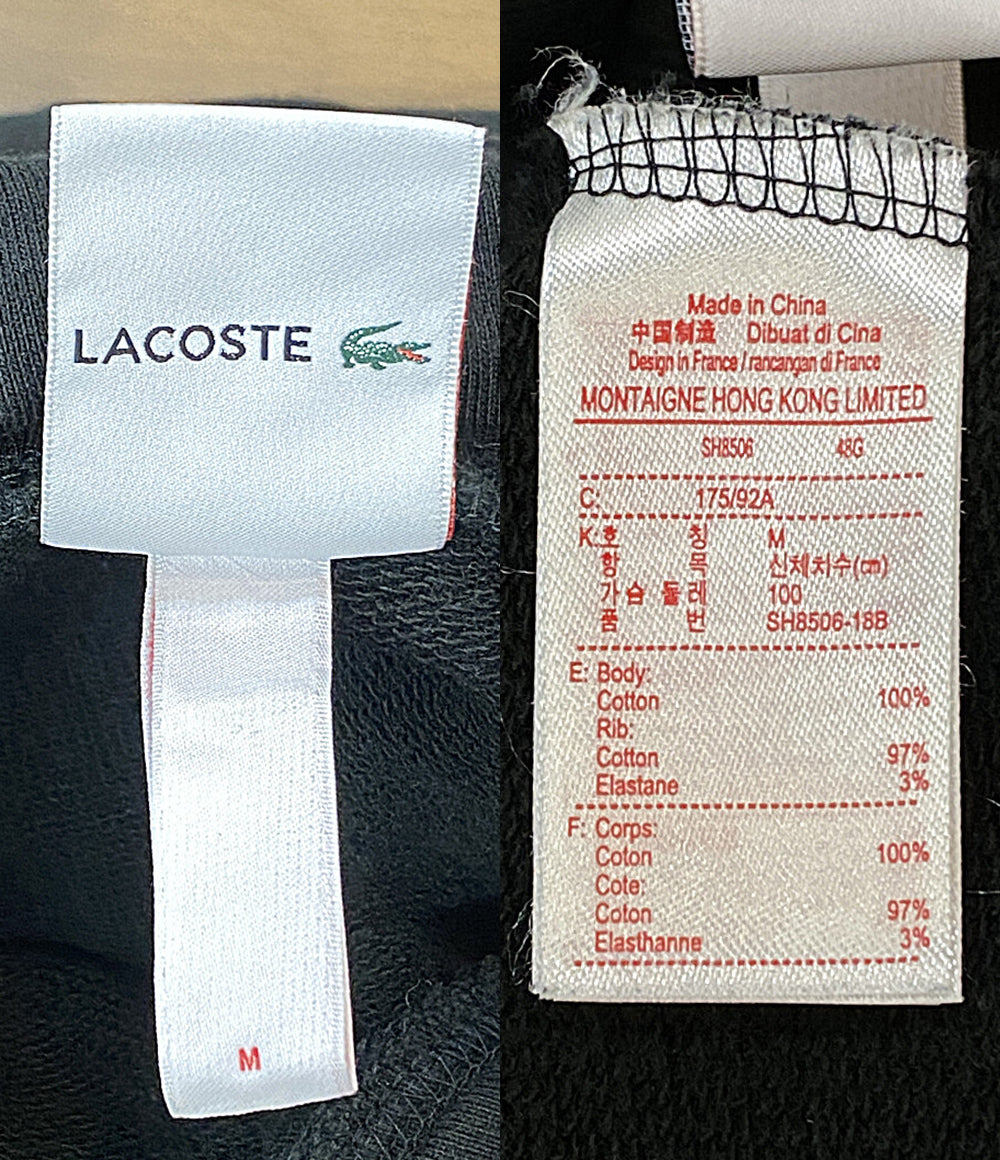 LACOSTE
M
Made in China
中国制造 Dibuat di Cina
Design in France / rancangan di France
MONTAIGNE HONG KONG LIMITED
SH8506 48G
C: 175/92A
K: 호 칭 M
항 목 신체치수(cm)
가슴 둘레 100
품 번 SH8506-18B
E: Body:
Cotton 100%
Rib:
Cotton 97%
Elastane 3%
F: Corps:
Coton 100%
Cote:
Coton 97%
Elasthanne 3%